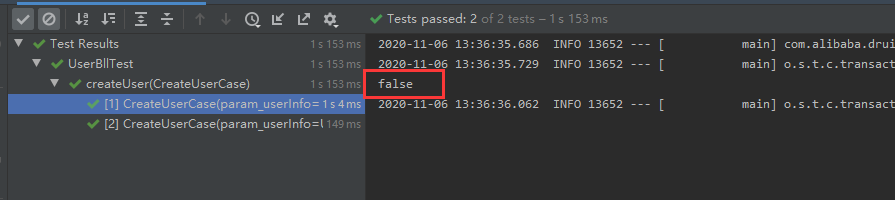 Tests passed: 2 of 2 tests – 1 s 153 ms
Test Results 1 s 153 ms
UserBllTest 1 s 153 ms
createUser(CreateUserCase) 1 s 153 ms
[1] CreateUserCase(param_userInfo= 1 s 4 ms
[2] CreateUserCase(param_userInfo=U 149 ms
2020-11-06 13:36:35.686 INFO 13652 --- [ main] com.alibaba.drui
2020-11-06 13:36:35.729 INFO 13652 --- [ main] o.s.t.c.transact
false
2020-11-06 13:36:36.062 INFO 13652 --- [ main] o.s.t.c.transact